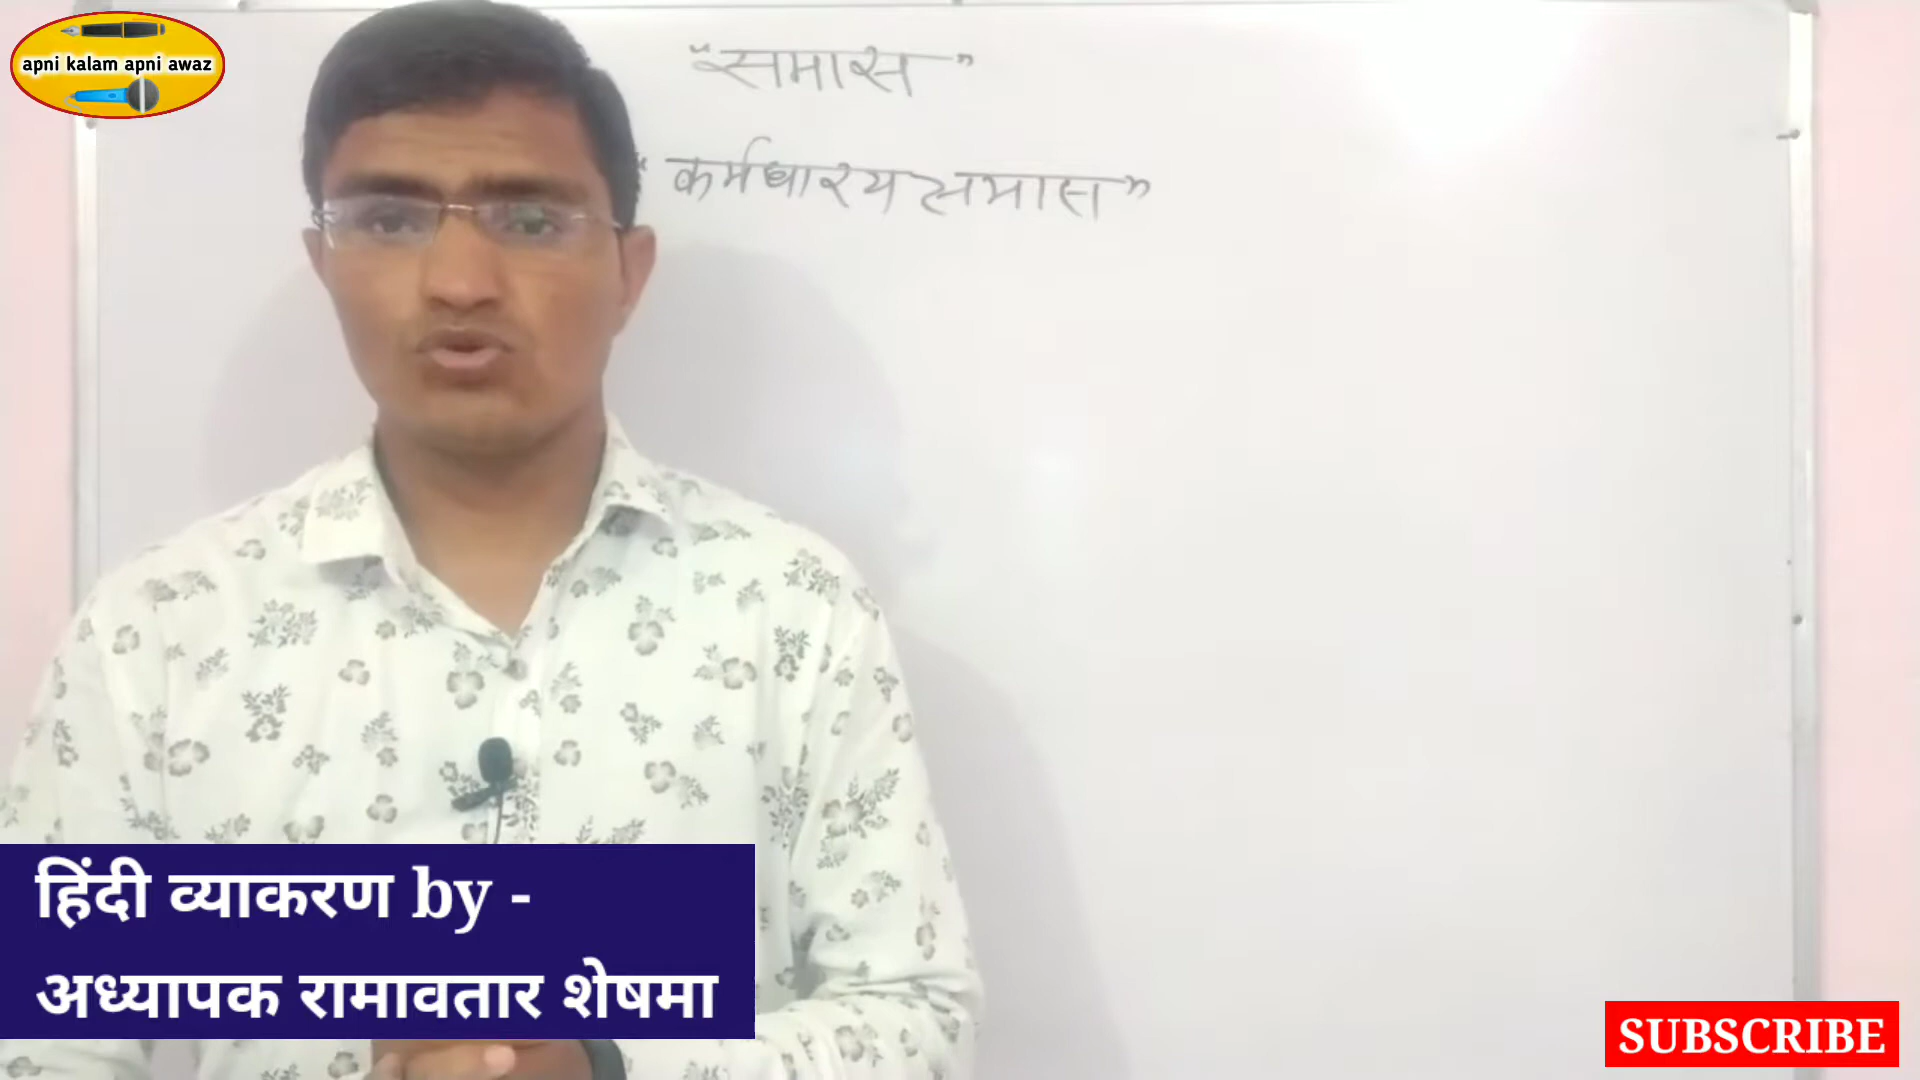 apni kalam apni awaz
"समास"
"कर्मधारय समास"
हिंदी व्याकरण by -
अध्यापक रामावतार शेषमा
SUBSCRIBE